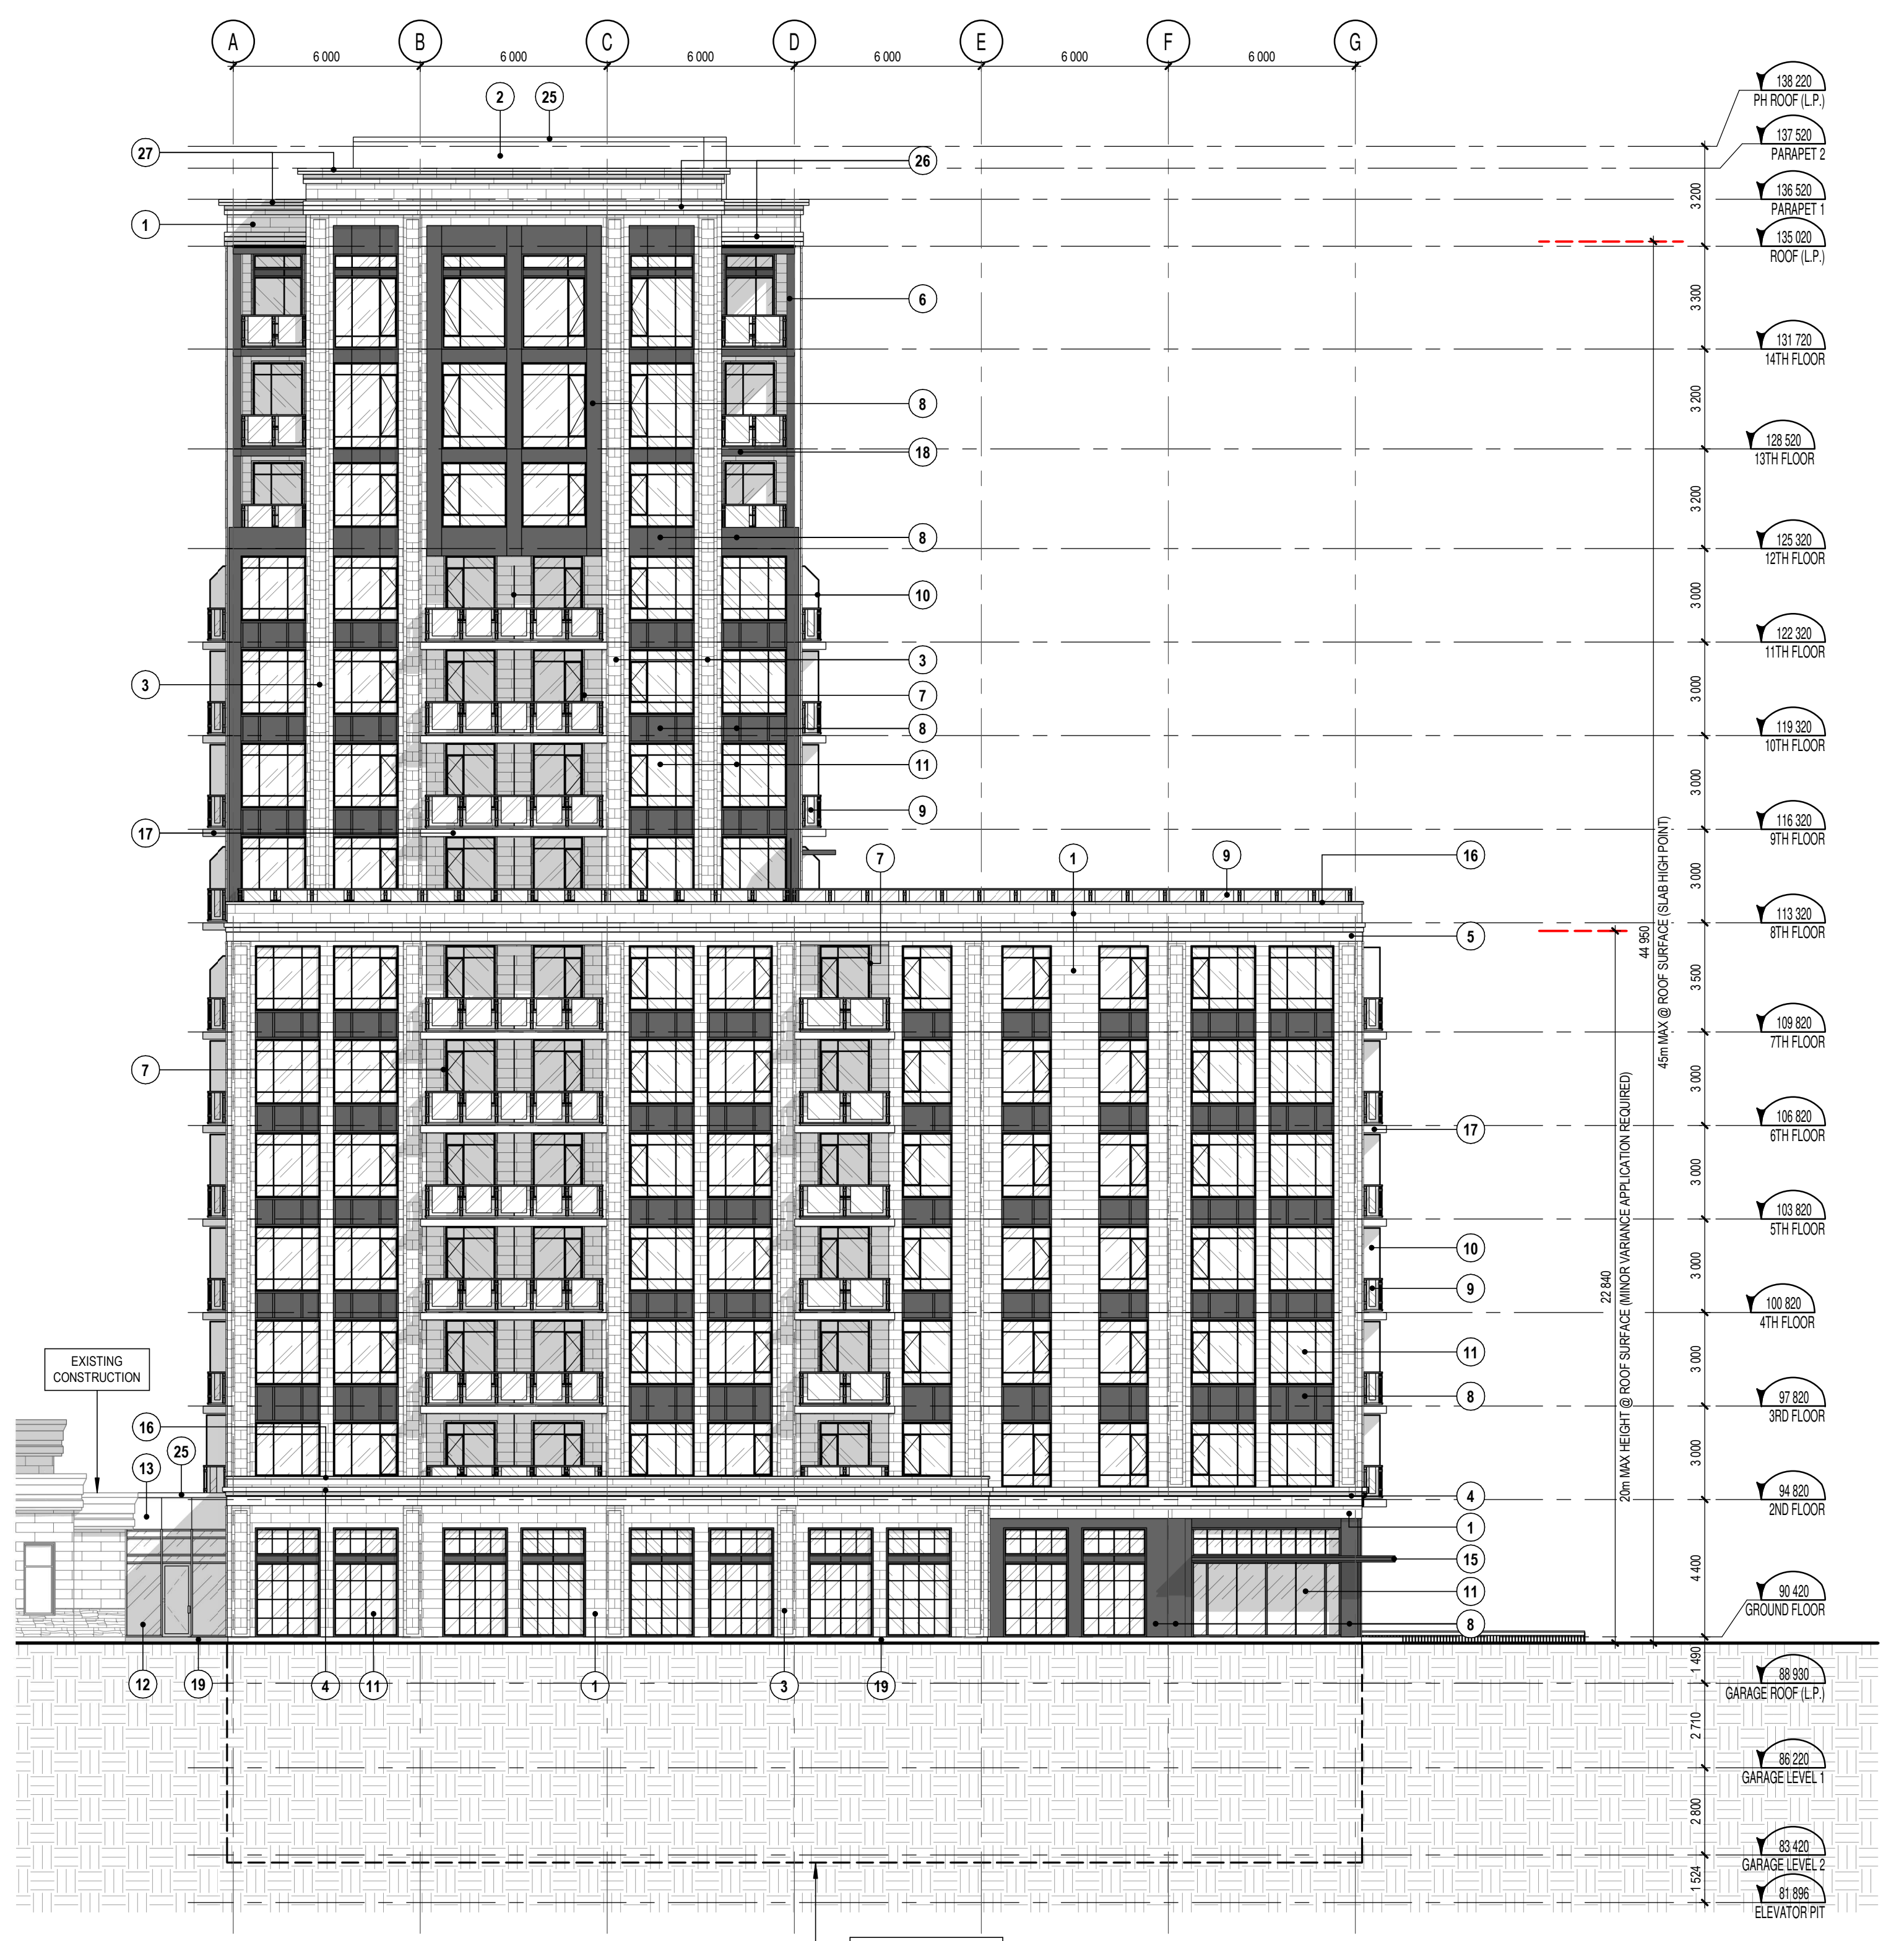 A B C D E F G
6 000 6 000 6 000 6 000 6 000 6 000
2 25
138 220
PH ROOF (L.P.)
137 520
PARAPET 2
27 26
136 520
PARAPET 1
3 200
1
135 020
ROOF (L.P.)
6
3 300
131 720
14TH FLOOR
8
3 200
18
128 520
13TH FLOOR
3 200
8
125 320
12TH FLOOR
10
3 000
122 320
11TH FLOOR
3 3
7
3 000
8
119 320
10TH FLOOR
11
3 000
9
17
116 320
9TH FLOOR
7 1 9 16
3 000
113 320
8TH FLOOR
5
44 950
45m MAX @ ROOF SURFACE (SLAB HIGH POINT)
3 500
109 820
7TH FLOOR
7
3 000
17
106 820
6TH FLOOR
3 000
103 820
5TH FLOOR
10
9
3 000
22 840
20m MAX HEIGHT @ ROOF SURFACE (MINOR VARIANCE APPLICATION REQUIRED)
100 820
4TH FLOOR
11
3 000
EXISTING
CONSTRUCTION
8
97 820
3RD FLOOR
16
25
13
3 000
4
94 820
2ND FLOOR
1
15
4 400
11
90 420
GROUND FLOOR
8
1 490
12 19 4 11 1 3 19
88 930
GARAGE ROOF (L.P.)
2 710
86 220
GARAGE LEVEL 1
2 800
83 420
GARAGE LEVEL 2
1 524
81 896
ELEVATOR PIT